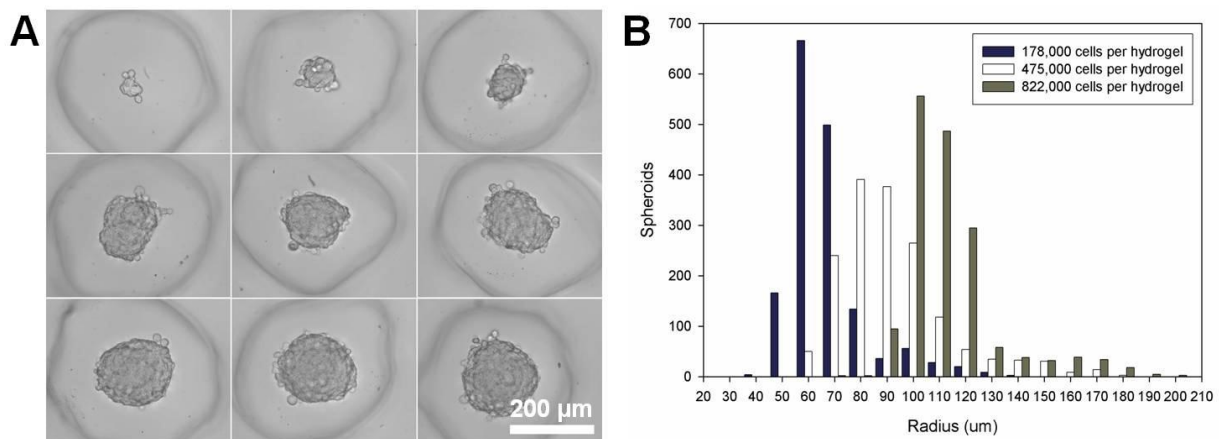 A
200 µm
B
700
600
500
400
300
200
100
0
Spheroids
178,000 cells per hydrogel
475,000 cells per hydrogel
822,000 cells per hydrogel
20 30 40 50 60 70 80 90 100 110 120 130 140 150 160 170 180 190 200 210
Radius (um)